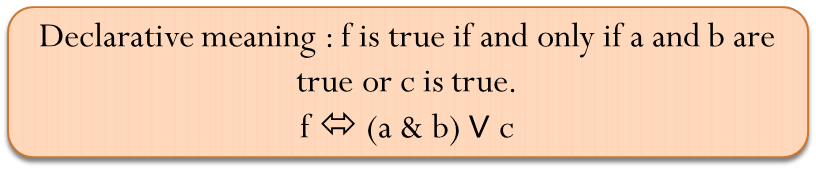 Declarative meaning : f is true if and only if a and b are
true or c is true.
f ⇔ (a & b) V c